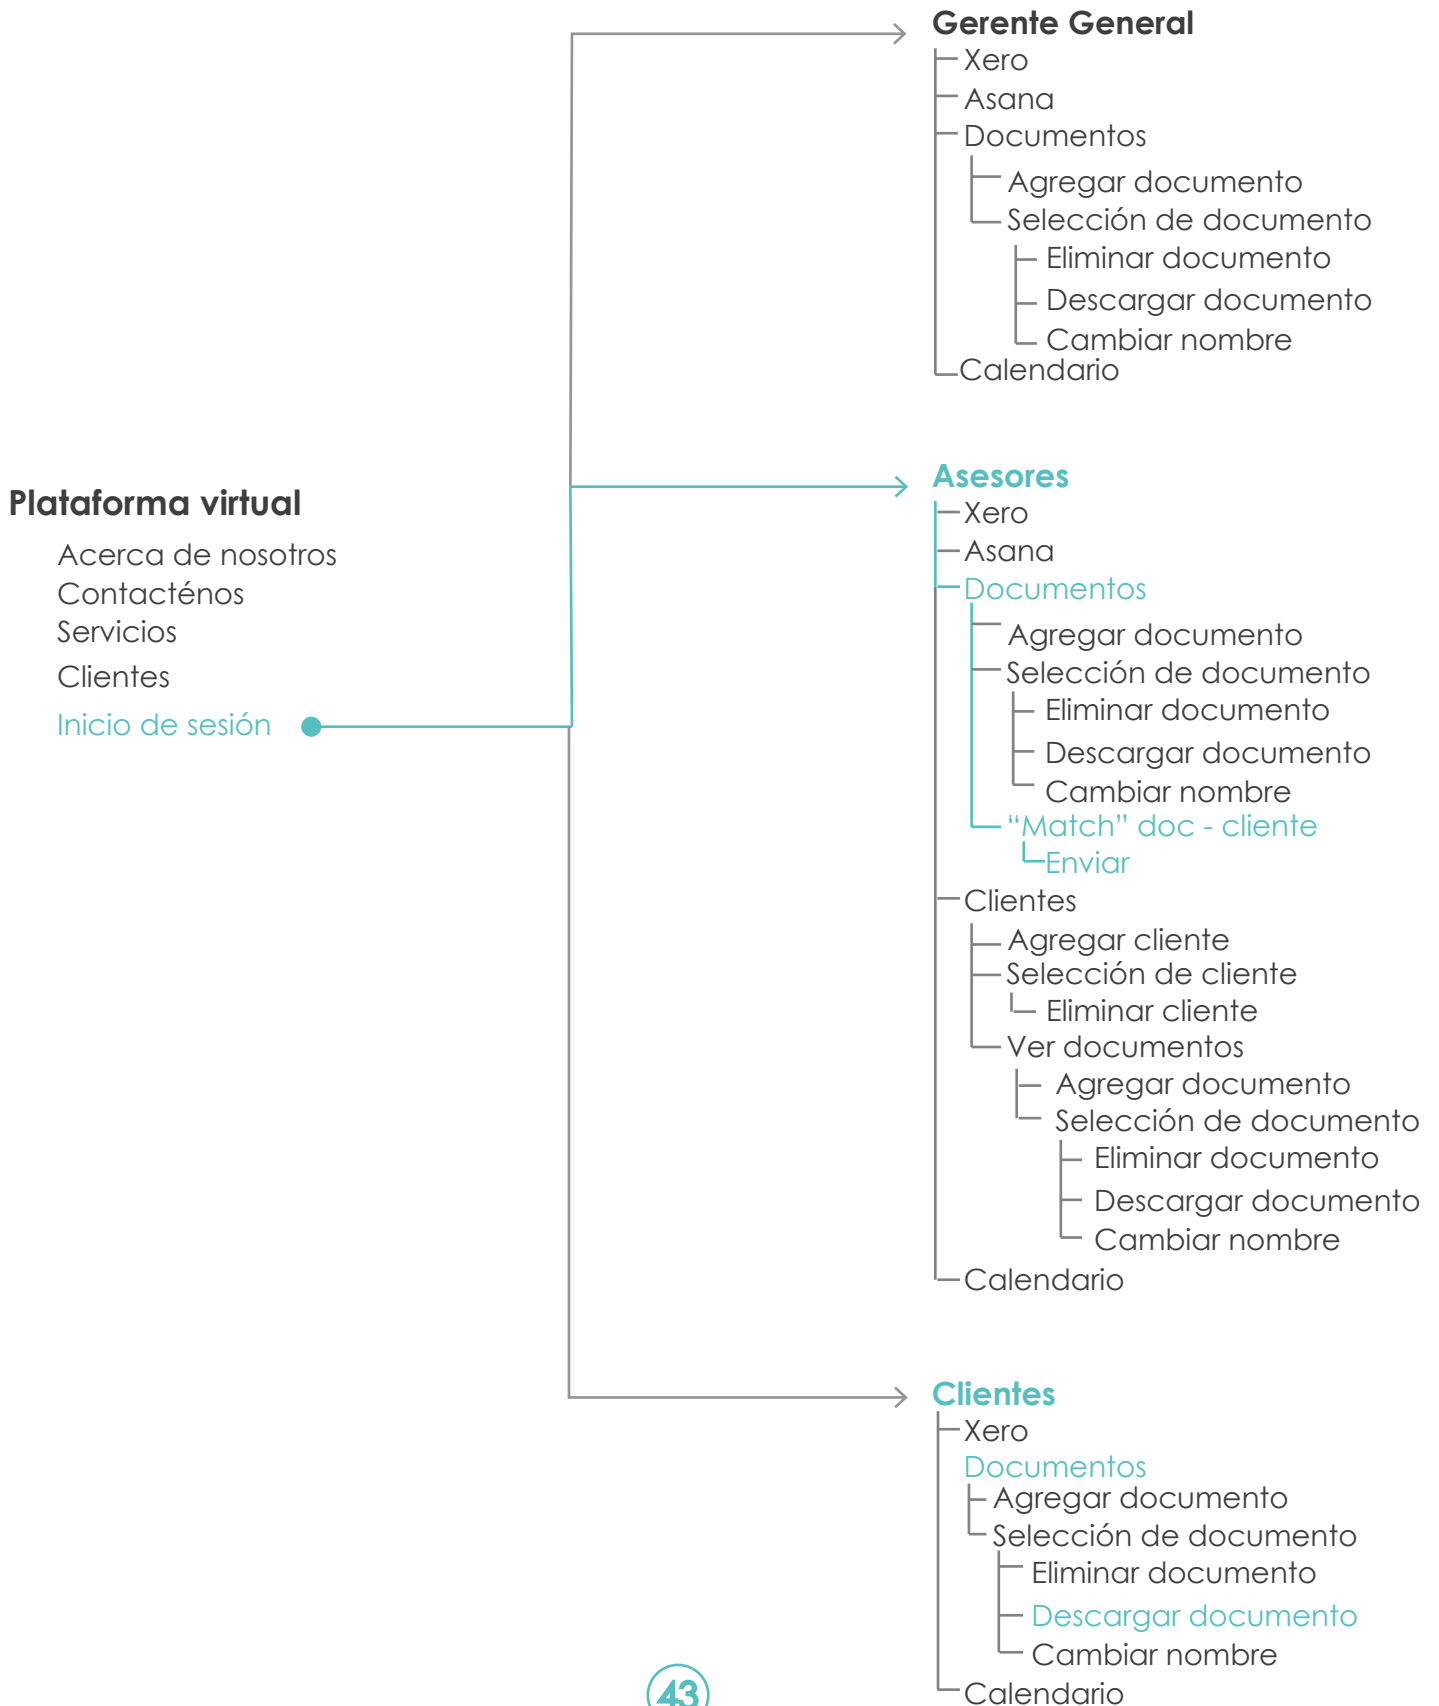 Plataforma virtual
Acerca de nosotros
Contacténos
Servicios
Clientes
Inicio de sesión
Gerente General
Xero
Asana
Documentos
Agregar documento
Selección de documento
Eliminar documento
Descargar documento
Cambiar nombre
Calendario
Asesores
Xero
Asana
Documentos
Agregar documento
Selección de documento
Eliminar documento
Descargar documento
Cambiar nombre
“Match” doc - cliente
Enviar
Clientes
Agregar cliente
Selección de cliente
Eliminar cliente
Ver documentos
Agregar documento
Selección de documento
Eliminar documento
Descargar documento
Cambiar nombre
Calendario
Clientes
Xero
Documentos
Agregar documento
Selección de documento
Eliminar documento
Descargar documento
Cambiar nombre
Calendario
43